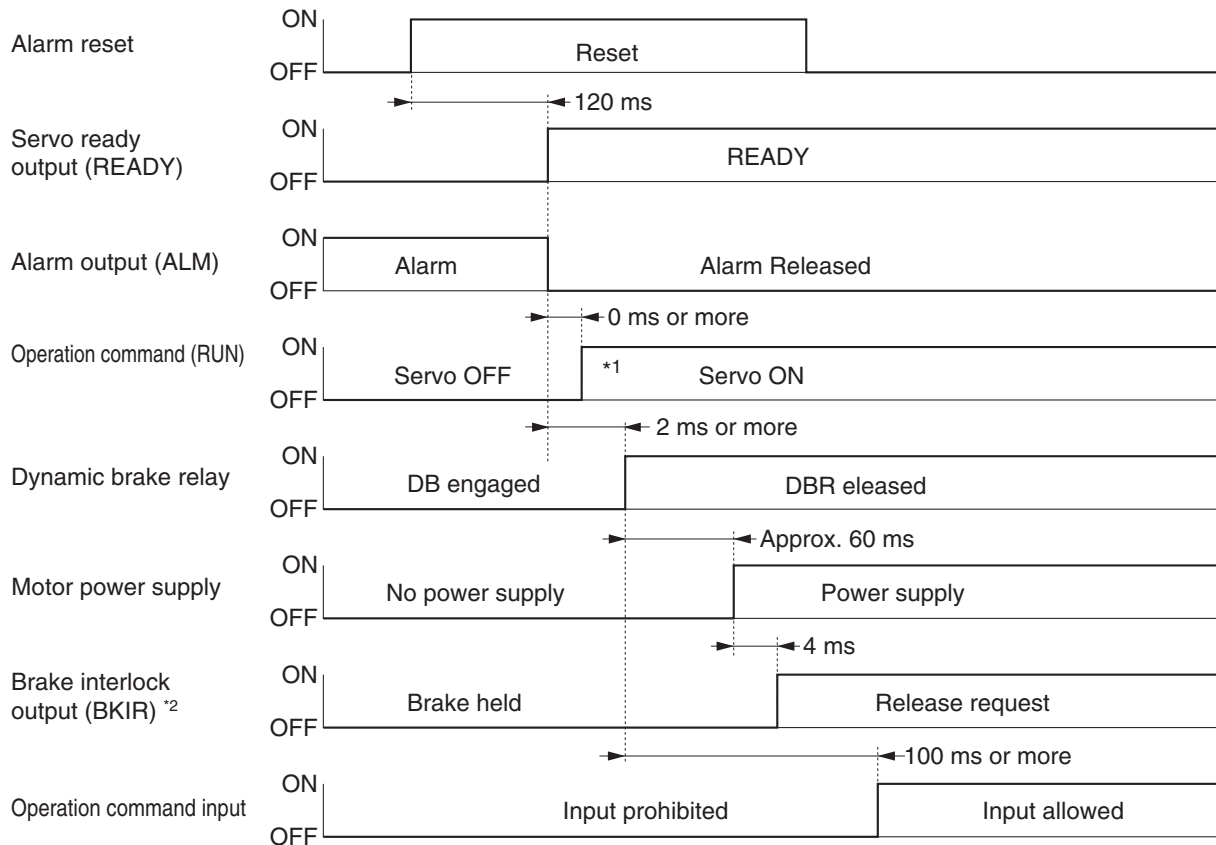 Alarm reset
ON
OFF
Reset
120 ms
Servo ready
output (READY)
ON
OFF
READY
Alarm output (ALM)
ON
OFF
Alarm
Alarm Released
0 ms or more
Operation command (RUN)
ON
OFF
Servo OFF
*1
Servo ON
2 ms or more
Dynamic brake relay
ON
OFF
DB engaged
DBR eleased
Approx. 60 ms
Motor power supply
ON
OFF
No power supply
Power supply
4 ms
Brake interlock
output (BKIR) *2
ON
OFF
Brake held
Release request
100 ms or more
Operation command input
ON
OFF
Input prohibited
Input allowed